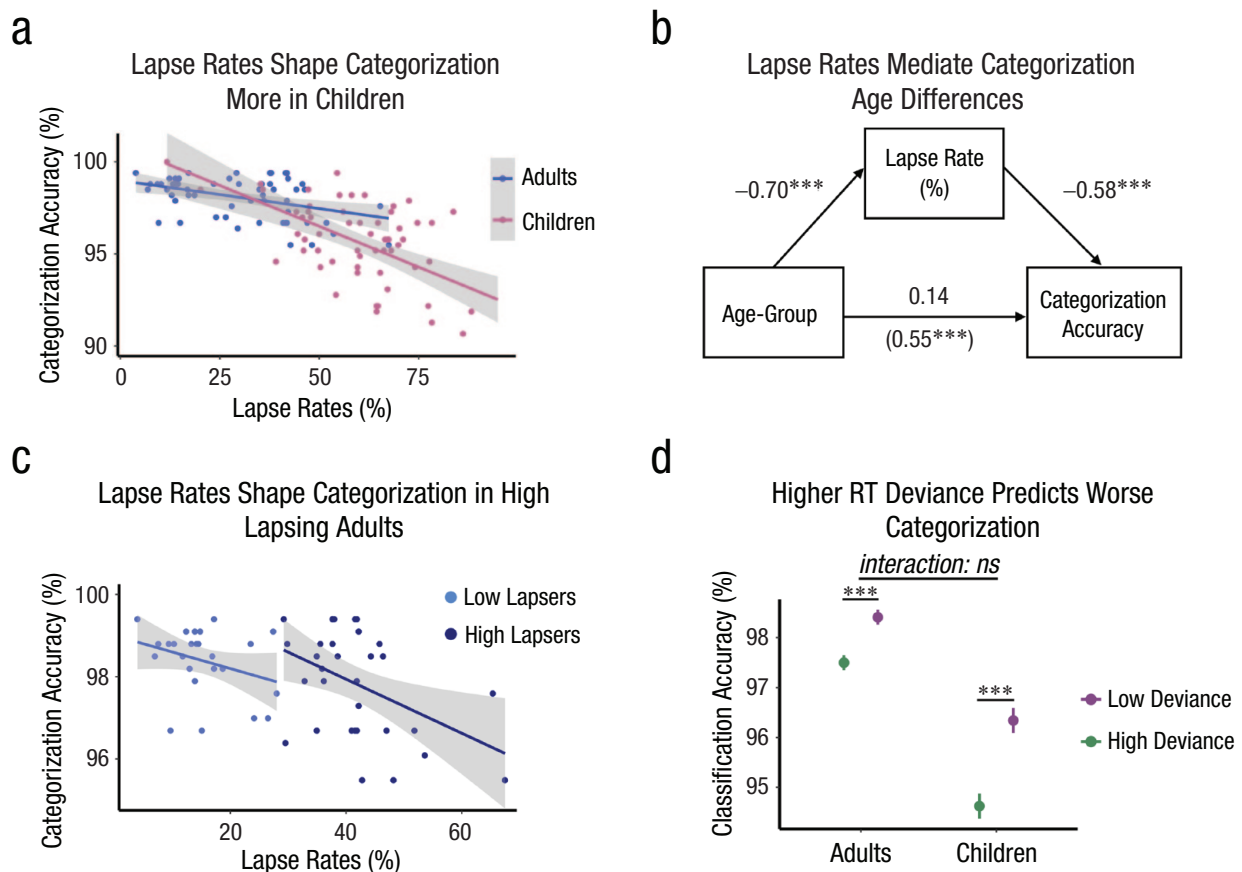 a
Lapse Rates Shape Categorization
More in Children
Categorization Accuracy (%)
100
95
90
0
25
50
75
Lapse Rates (%)
Adults
Children
b
Lapse Rates Mediate Categorization
Age Differences
Lapse Rate
(%)
–0.70***
–0.58***
Age-Group
0.14
(0.55***)
Categorization
Accuracy
c
Lapse Rates Shape Categorization in High
Lapsing Adults
Categorization Accuracy (%)
100
98
96
20
40
60
Lapse Rates (%)
Low Lapsers
High Lapsers
d
Higher RT Deviance Predicts Worse
Categorization
interaction: ns
***
***
Classification Accuracy (%)
98
97
96
95
Adults
Children
Low Deviance
High Deviance